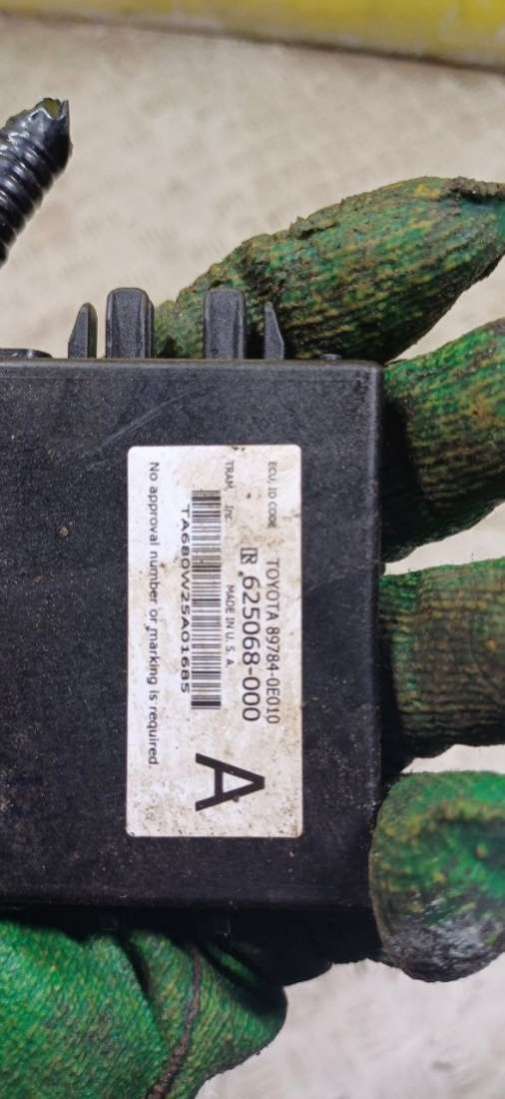 ECU, ID CODE TOYOTA 89784-0E010
625068-000
TRAM, Inc. MADE IN U. S. A.
TA680W25A01685
No approval number or marking is required.
A